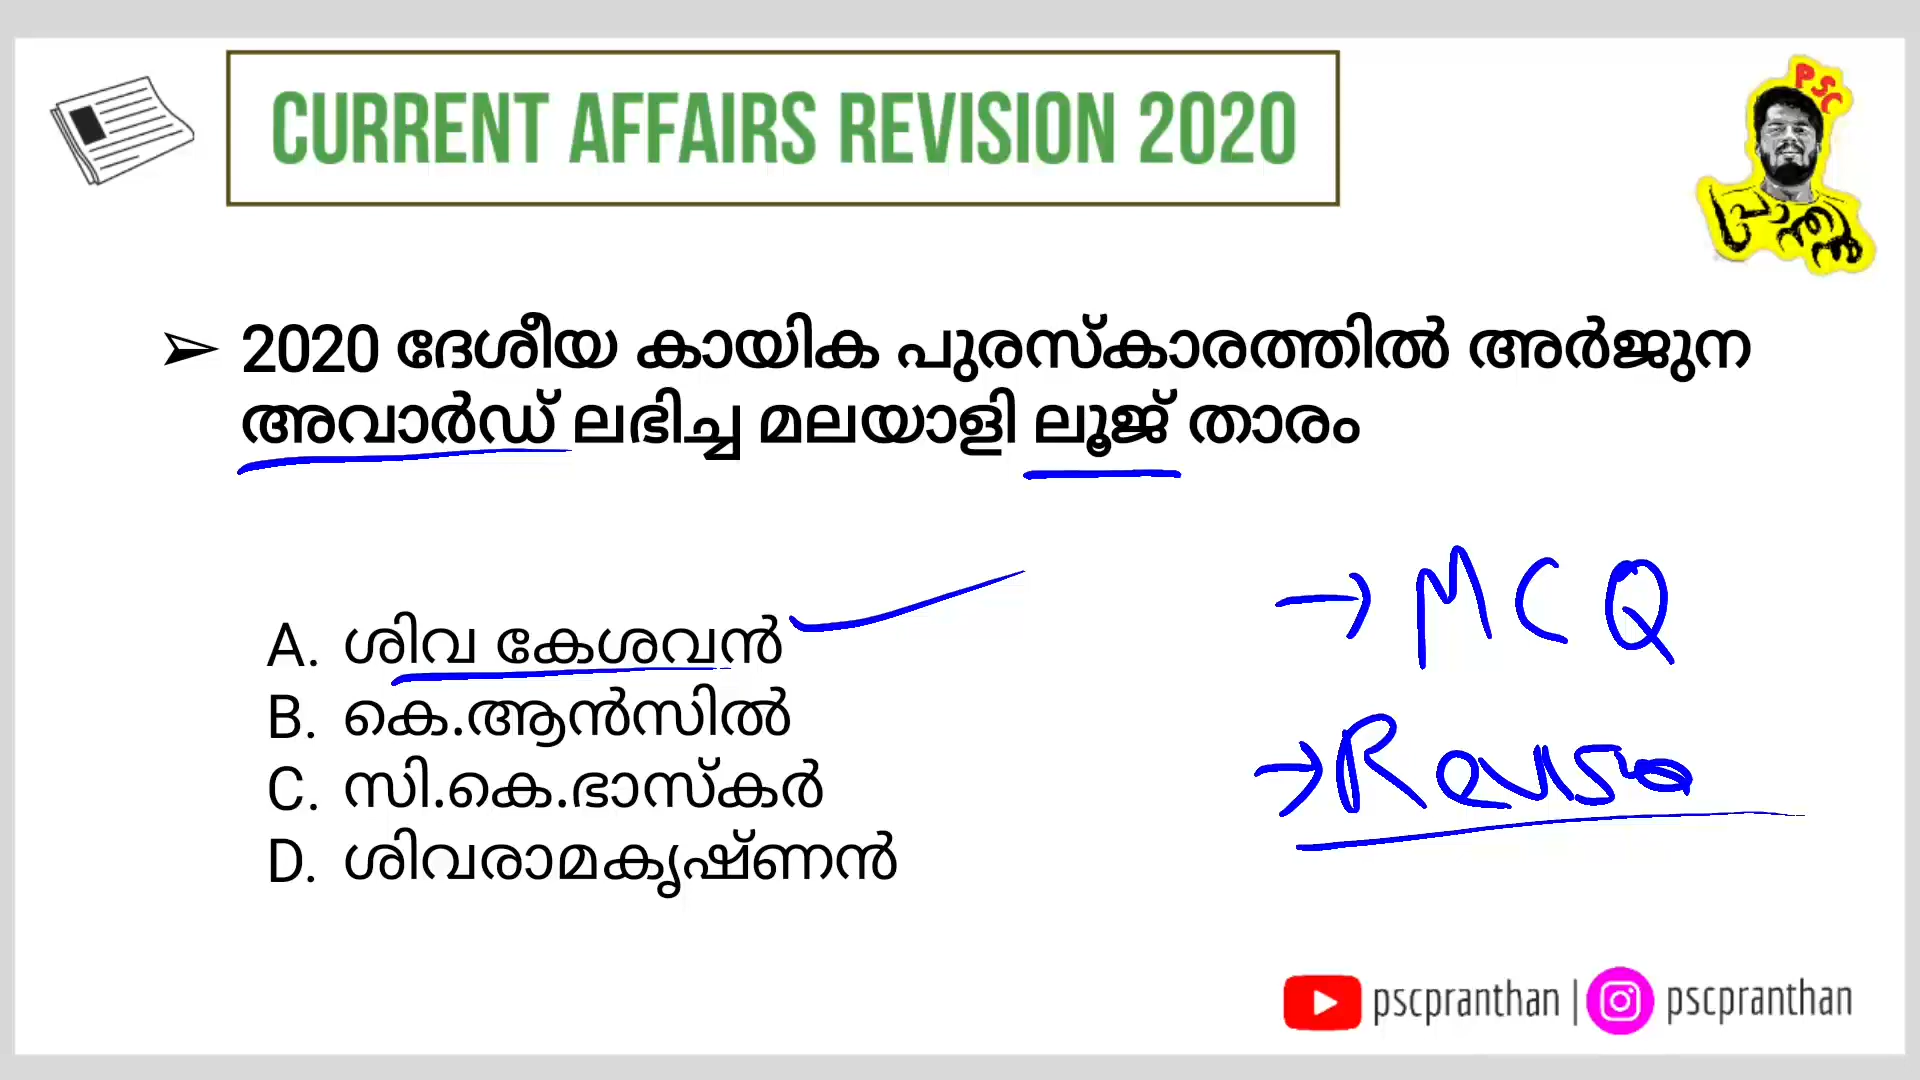 CURRENT AFFAIRS REVISION 2020
PSC
പ്രാന്തൻ
➢ 2020 ദേശീയ കായിക പുരസ്കാരത്തിൽ അർജുന
അവാർഡ് ലഭിച്ച മലയാളി ലൂജ് താരം
A. ശിവ കേശവൻ
B. കെ.ആൻസിൽ
C. സി.കെ.ഭാസ്കർ
D. ശിവരാമകൃഷ്ണൻ
→ MCQ
pscpranthan | pscpranthan